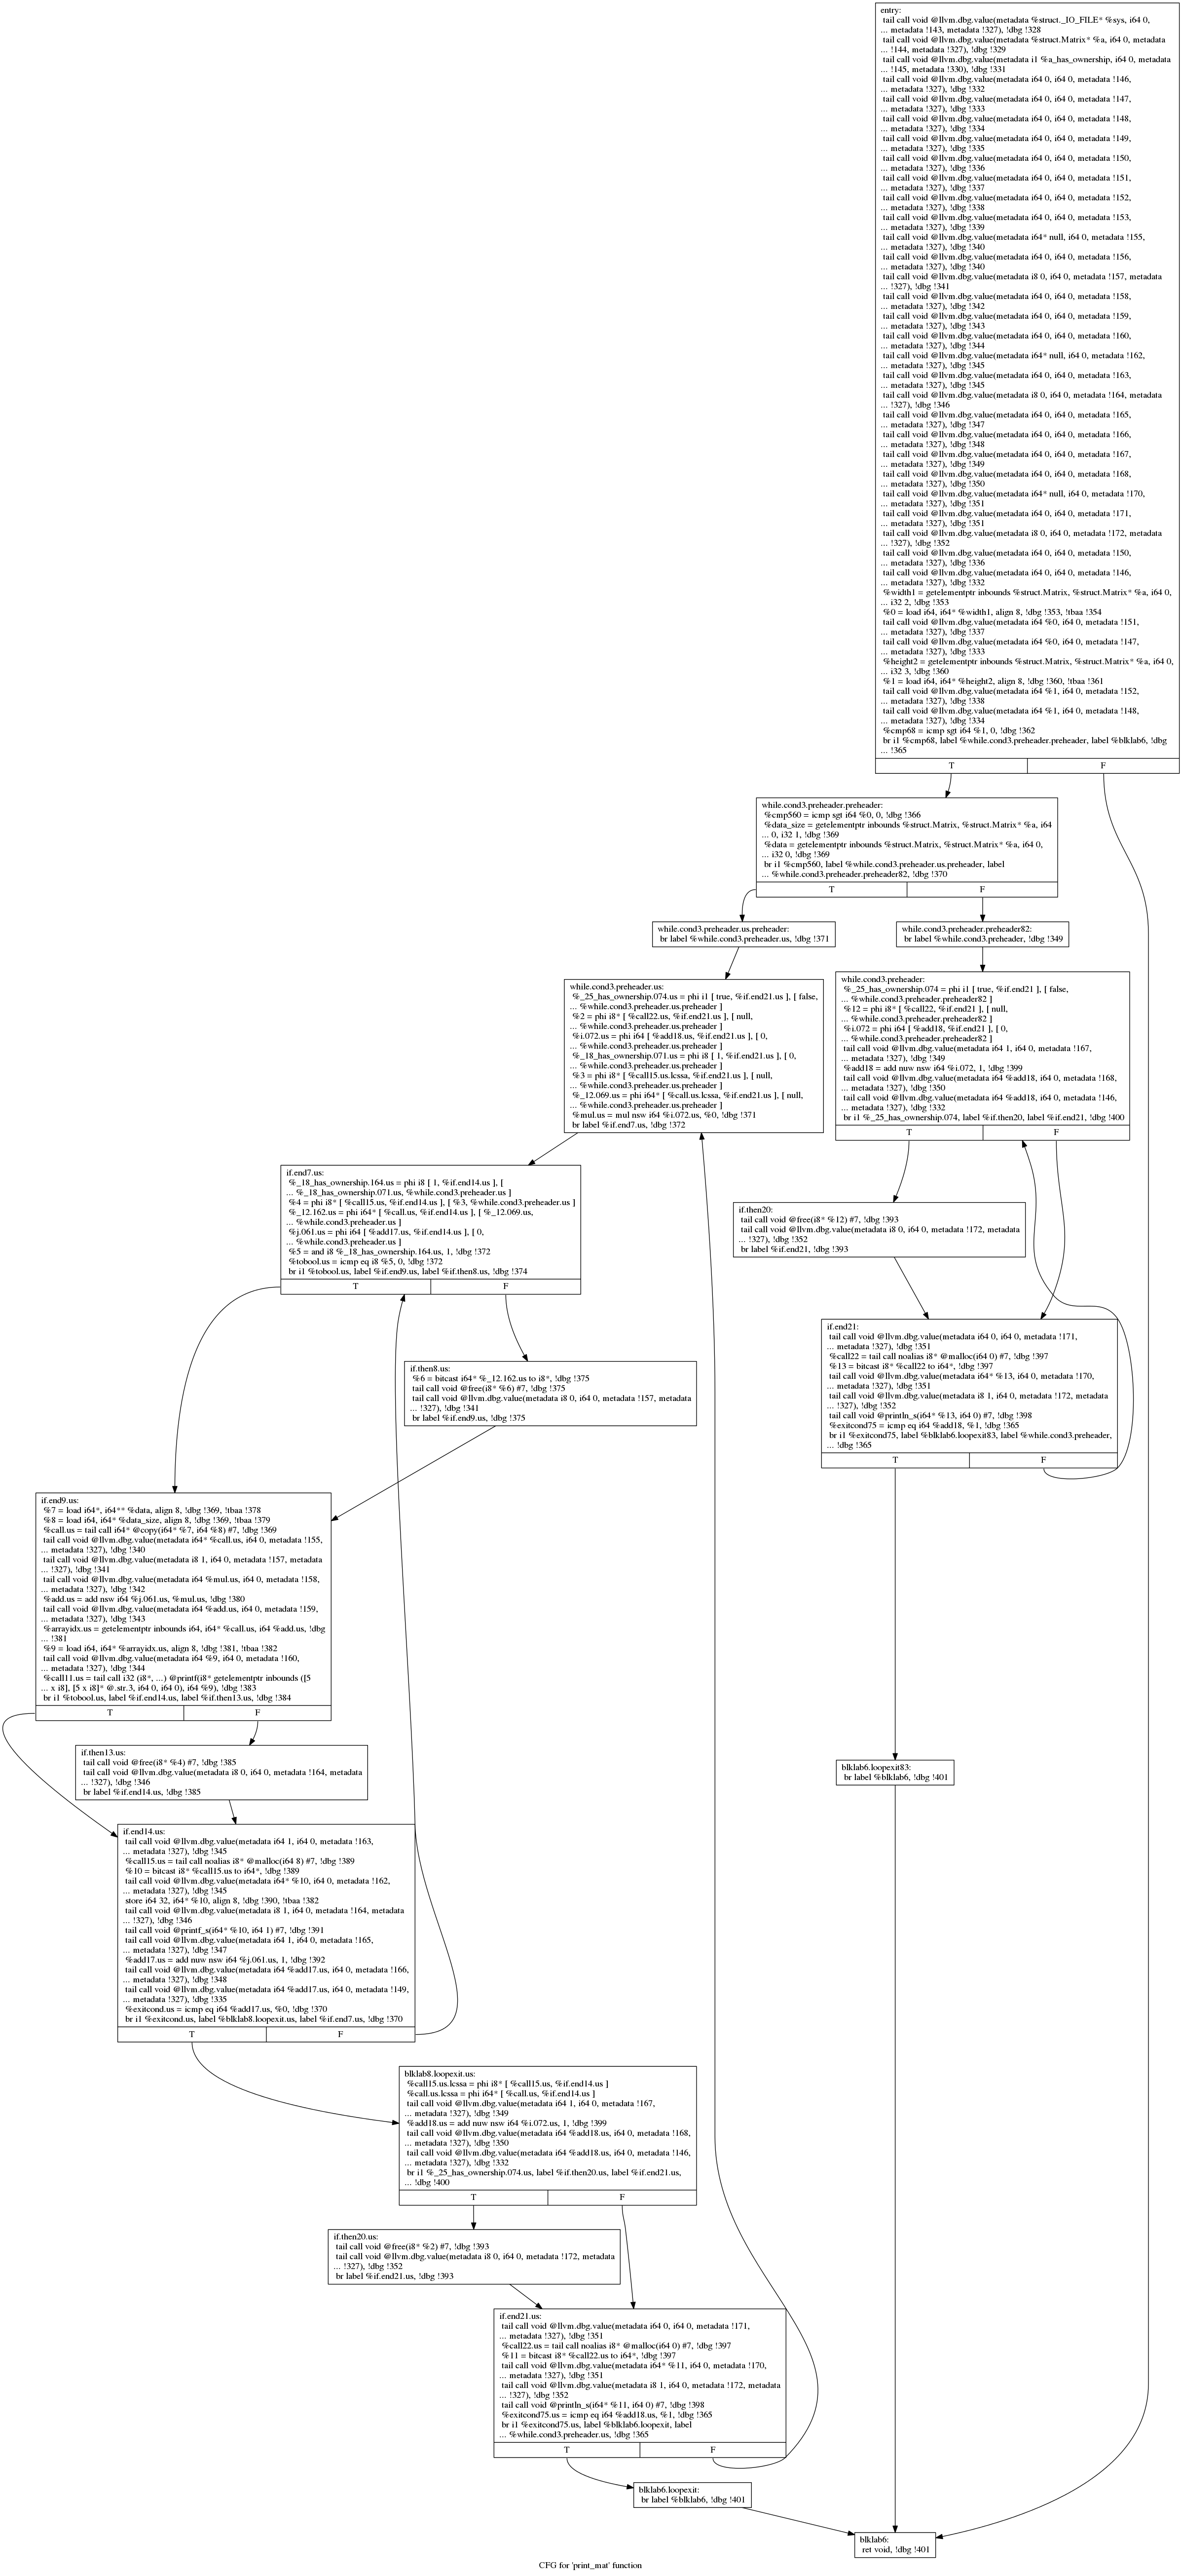 entry:
tail call void @llvm.dbg.value(metadata %struct._IO_FILE* %sys, i64 0,
... metadata !143, metadata !327), !dbg !328
tail call void @llvm.dbg.value(metadata %struct.Matrix* %a, i64 0, metadata
... !144, metadata !327), !dbg !329
tail call void @llvm.dbg.value(metadata i1 %a_has_ownership, i64 0, metadata
... !145, metadata !330), !dbg !331
tail call void @llvm.dbg.value(metadata i64 0, i64 0, metadata !146,
... metadata !327), !dbg !332
tail call void @llvm.dbg.value(metadata i64 0, i64 0, metadata !147,
... metadata !327), !dbg !333
tail call void @llvm.dbg.value(metadata i64 0, i64 0, metadata !148,
... metadata !327), !dbg !334
tail call void @llvm.dbg.value(metadata i64 0, i64 0, metadata !149,
... metadata !327), !dbg !335
tail call void @llvm.dbg.value(metadata i64 0, i64 0, metadata !150,
... metadata !327), !dbg !336
tail call void @llvm.dbg.value(metadata i64 0, i64 0, metadata !151,
... metadata !327), !dbg !337
tail call void @llvm.dbg.value(metadata i64 0, i64 0, metadata !152,
... metadata !327), !dbg !338
tail call void @llvm.dbg.value(metadata i64 0, i64 0, metadata !153,
... metadata !327), !dbg !339
tail call void @llvm.dbg.value(metadata i64* null, i64 0, metadata !155,
... metadata !327), !dbg !340
tail call void @llvm.dbg.value(metadata i64 0, i64 0, metadata !156,
... metadata !327), !dbg !340
tail call void @llvm.dbg.value(metadata i8 0, i64 0, metadata !157, metadata
... !327), !dbg !341
tail call void @llvm.dbg.value(metadata i64 0, i64 0, metadata !158,
... metadata !327), !dbg !342
tail call void @llvm.dbg.value(metadata i64 0, i64 0, metadata !159,
... metadata !327), !dbg !343
tail call void @llvm.dbg.value(metadata i64 0, i64 0, metadata !160,
... metadata !327), !dbg !344
tail call void @llvm.dbg.value(metadata i64* null, i64 0, metadata !162,
... metadata !327), !dbg !345
tail call void @llvm.dbg.value(metadata i64 0, i64 0, metadata !163,
... metadata !327), !dbg !345
tail call void @llvm.dbg.value(metadata i8 0, i64 0, metadata !164, metadata
... !327), !dbg !346
tail call void @llvm.dbg.value(metadata i64 0, i64 0, metadata !165,
... metadata !327), !dbg !347
tail call void @llvm.dbg.value(metadata i64 0, i64 0, metadata !166,
... metadata !327), !dbg !348
tail call void @llvm.dbg.value(metadata i64 0, i64 0, metadata !167,
... metadata !327), !dbg !349
tail call void @llvm.dbg.value(metadata i64 0, i64 0, metadata !168,
... metadata !327), !dbg !350
tail call void @llvm.dbg.value(metadata i64* null, i64 0, metadata !170,
... metadata !327), !dbg !351
tail call void @llvm.dbg.value(metadata i64 0, i64 0, metadata !171,
... metadata !327), !dbg !351
tail call void @llvm.dbg.value(metadata i8 0, i64 0, metadata !172, metadata
... !327), !dbg !352
tail call void @llvm.dbg.value(metadata i64 0, i64 0, metadata !150,
... metadata !327), !dbg !336
tail call void @llvm.dbg.value(metadata i64 0, i64 0, metadata !146,
... metadata !327), !dbg !332
%width1 = getelementptr inbounds %struct.Matrix, %struct.Matrix* %a, i64 0,
... i32 2, !dbg !353
%0 = load i64, i64* %width1, align 8, !dbg !353, !tbaa !354
tail call void @llvm.dbg.value(metadata i64 %0, i64 0, metadata !151,
... metadata !327), !dbg !337
tail call void @llvm.dbg.value(metadata i64 %0, i64 0, metadata !147,
... metadata !327), !dbg !333
%height2 = getelementptr inbounds %struct.Matrix, %struct.Matrix* %a, i64 0,
... i32 3, !dbg !360
%1 = load i64, i64* %height2, align 8, !dbg !360, !tbaa !361
tail call void @llvm.dbg.value(metadata i64 %1, i64 0, metadata !152,
... metadata !327), !dbg !338
tail call void @llvm.dbg.value(metadata i64 %1, i64 0, metadata !148,
... metadata !327), !dbg !334
%cmp68 = icmp sgt i64 %1, 0, !dbg !362
br i1 %cmp68, label %while.cond3.preheader.preheader, label %blklab6, !dbg
... !365
T F
while.cond3.preheader.preheader:
%cmp560 = icmp sgt i64 %0, 0, !dbg !366
%data_size = getelementptr inbounds %struct.Matrix, %struct.Matrix* %a, i64
... 0, i32 1, !dbg !369
%data = getelementptr inbounds %struct.Matrix, %struct.Matrix* %a, i64 0,
... i32 0, !dbg !369
br i1 %cmp560, label %while.cond3.preheader.us.preheader, label
... %while.cond3.preheader.preheader82, !dbg !370
T F
while.cond3.preheader.us.preheader:
br label %while.cond3.preheader.us, !dbg !371
while.cond3.preheader.preheader82:
br label %while.cond3.preheader, !dbg !349
while.cond3.preheader.us:
%_25_has_ownership.074.us = phi i1 [ true, %if.end21.us ], [ false,
... %while.cond3.preheader.us.preheader ]
%2 = phi i8* [ %call22.us, %if.end21.us ], [ null,
... %while.cond3.preheader.us.preheader ]
%i.072.us = phi i64 [ %add18.us, %if.end21.us ], [ 0,
... %while.cond3.preheader.us.preheader ]
%_18_has_ownership.071.us = phi i8 [ 1, %if.end21.us ], [ 0,
... %while.cond3.preheader.us.preheader ]
%3 = phi i8* [ %call15.us.lcssa, %if.end21.us ], [ null,
... %while.cond3.preheader.us.preheader ]
%_12.069.us = phi i64* [ %call.us.lcssa, %if.end21.us ], [ null,
... %while.cond3.preheader.us.preheader ]
%mul.us = mul nsw i64 %i.072.us, %0, !dbg !371
br label %if.end7.us, !dbg !372
while.cond3.preheader:
%_25_has_ownership.074 = phi i1 [ true, %if.end21 ], [ false,
... %while.cond3.preheader.preheader82 ]
%12 = phi i8* [ %call22, %if.end21 ], [ null,
... %while.cond3.preheader.preheader82 ]
%i.072 = phi i64 [ %add18, %if.end21 ], [ 0,
... %while.cond3.preheader.preheader82 ]
tail call void @llvm.dbg.value(metadata i64 1, i64 0, metadata !167,
... metadata !327), !dbg !349
%add18 = add nuw nsw i64 %i.072, 1, !dbg !399
tail call void @llvm.dbg.value(metadata i64 %add18, i64 0, metadata !168,
... metadata !327), !dbg !350
tail call void @llvm.dbg.value(metadata i64 %add18, i64 0, metadata !146,
... metadata !327), !dbg !332
br i1 %_25_has_ownership.074, label %if.then20, label %if.end21, !dbg !400
T F
if.end7.us:
%_18_has_ownership.164.us = phi i8 [ 1, %if.end14.us ], [
... %_18_has_ownership.071.us, %while.cond3.preheader.us ]
%4 = phi i8* [ %call15.us, %if.end14.us ], [ %3, %while.cond3.preheader.us ]
%_12.162.us = phi i64* [ %call.us, %if.end14.us ], [ %_12.069.us,
... %while.cond3.preheader.us ]
%j.061.us = phi i64 [ %add17.us, %if.end14.us ], [ 0,
... %while.cond3.preheader.us ]
%5 = and i8 %_18_has_ownership.164.us, 1, !dbg !372
%tobool.us = icmp eq i8 %5, 0, !dbg !372
br i1 %tobool.us, label %if.end9.us, label %if.then8.us, !dbg !374
T F
if.then20:
tail call void @free(i8* %12) #7, !dbg !393
tail call void @llvm.dbg.value(metadata i8 0, i64 0, metadata !172, metadata
... !327), !dbg !352
br label %if.end21, !dbg !393
if.end21:
tail call void @llvm.dbg.value(metadata i64 0, i64 0, metadata !171,
... metadata !327), !dbg !351
%call22 = tail call noalias i8* @malloc(i64 0) #7, !dbg !397
%13 = bitcast i8* %call22 to i64*, !dbg !397
tail call void @llvm.dbg.value(metadata i64* %13, i64 0, metadata !170,
... metadata !327), !dbg !351
tail call void @llvm.dbg.value(metadata i8 1, i64 0, metadata !172, metadata
... !327), !dbg !352
tail call void @println_s(i64* %13, i64 0) #7, !dbg !398
%exitcond75 = icmp eq i64 %add18, %1, !dbg !365
br i1 %exitcond75, label %blklab6.loopexit83, label %while.cond3.preheader,
... !dbg !365
T F
if.then8.us:
%6 = bitcast i64* %_12.162.us to i8*, !dbg !375
tail call void @free(i8* %6) #7, !dbg !375
tail call void @llvm.dbg.value(metadata i8 0, i64 0, metadata !157, metadata
... !327), !dbg !341
br label %if.end9.us, !dbg !375
if.end9.us:
%7 = load i64*, i64** %data, align 8, !dbg !369, !tbaa !378
%8 = load i64, i64* %data_size, align 8, !dbg !369, !tbaa !379
%call.us = tail call i64* @copy(i64* %7, i64 %8) #7, !dbg !369
tail call void @llvm.dbg.value(metadata i64* %call.us, i64 0, metadata !155,
... metadata !327), !dbg !340
tail call void @llvm.dbg.value(metadata i8 1, i64 0, metadata !157, metadata
... !327), !dbg !341
tail call void @llvm.dbg.value(metadata i64 %mul.us, i64 0, metadata !158,
... metadata !327), !dbg !342
%add.us = add nsw i64 %j.061.us, %mul.us, !dbg !380
tail call void @llvm.dbg.value(metadata i64 %add.us, i64 0, metadata !159,
... metadata !327), !dbg !343
%arrayidx.us = getelementptr inbounds i64, i64* %call.us, i64 %add.us, !dbg
... !381
%9 = load i64, i64* %arrayidx.us, align 8, !dbg !381, !tbaa !382
tail call void @llvm.dbg.value(metadata i64 %9, i64 0, metadata !160,
... metadata !327), !dbg !344
%call11.us = tail call i32 (i8*, ...) @printf(i8* getelementptr inbounds ([5
... x i8], [5 x i8]* @.str.3, i64 0, i64 0), i64 %9), !dbg !383
br i1 %tobool.us, label %if.end14.us, label %if.then13.us, !dbg !384
T F
if.then13.us:
tail call void @free(i8* %4) #7, !dbg !385
tail call void @llvm.dbg.value(metadata i8 0, i64 0, metadata !164, metadata
... !327), !dbg !346
br label %if.end14.us, !dbg !385
blklab6.loopexit83:
br label %blklab6, !dbg !401
if.end14.us:
tail call void @llvm.dbg.value(metadata i64 1, i64 0, metadata !163,
... metadata !327), !dbg !345
%call15.us = tail call noalias i8* @malloc(i64 8) #7, !dbg !389
%10 = bitcast i8* %call15.us to i64*, !dbg !389
tail call void @llvm.dbg.value(metadata i64* %10, i64 0, metadata !162,
... metadata !327), !dbg !345
store i64 32, i64* %10, align 8, !dbg !390, !tbaa !382
tail call void @llvm.dbg.value(metadata i8 1, i64 0, metadata !164, metadata
... !327), !dbg !346
tail call void @printf_s(i64* %10, i64 1) #7, !dbg !391
tail call void @llvm.dbg.value(metadata i64 1, i64 0, metadata !165,
... metadata !327), !dbg !347
%add17.us = add nuw nsw i64 %j.061.us, 1, !dbg !392
tail call void @llvm.dbg.value(metadata i64 %add17.us, i64 0, metadata !166,
... metadata !327), !dbg !348
tail call void @llvm.dbg.value(metadata i64 %add17.us, i64 0, metadata !149,
... metadata !327), !dbg !335
%exitcond.us = icmp eq i64 %add17.us, %0, !dbg !370
br i1 %exitcond.us, label %blklab8.loopexit.us, label %if.end7.us, !dbg !370
T F
blklab8.loopexit.us:
%call15.us.lcssa = phi i8* [ %call15.us, %if.end14.us ]
%call.us.lcssa = phi i64* [ %call.us, %if.end14.us ]
tail call void @llvm.dbg.value(metadata i64 1, i64 0, metadata !167,
... metadata !327), !dbg !349
%add18.us = add nuw nsw i64 %i.072.us, 1, !dbg !399
tail call void @llvm.dbg.value(metadata i64 %add18.us, i64 0, metadata !168,
... metadata !327), !dbg !350
tail call void @llvm.dbg.value(metadata i64 %add18.us, i64 0, metadata !146,
... metadata !327), !dbg !332
br i1 %_25_has_ownership.074.us, label %if.then20.us, label %if.end21.us,
... !dbg !400
T F
if.then20.us:
tail call void @free(i8* %2) #7, !dbg !393
tail call void @llvm.dbg.value(metadata i8 0, i64 0, metadata !172, metadata
... !327), !dbg !352
br label %if.end21.us, !dbg !393
if.end21.us:
tail call void @llvm.dbg.value(metadata i64 0, i64 0, metadata !171,
... metadata !327), !dbg !351
%call22.us = tail call noalias i8* @malloc(i64 0) #7, !dbg !397
%11 = bitcast i8* %call22.us to i64*, !dbg !397
tail call void @llvm.dbg.value(metadata i64* %11, i64 0, metadata !170,
... metadata !327), !dbg !351
tail call void @llvm.dbg.value(metadata i8 1, i64 0, metadata !172, metadata
... !327), !dbg !352
tail call void @println_s(i64* %11, i64 0) #7, !dbg !398
%exitcond75.us = icmp eq i64 %add18.us, %1, !dbg !365
br i1 %exitcond75.us, label %blklab6.loopexit, label
... %while.cond3.preheader.us, !dbg !365
T F
blklab6.loopexit:
br label %blklab6, !dbg !401
blklab6:
ret void, !dbg !401
CFG for 'print_mat' function